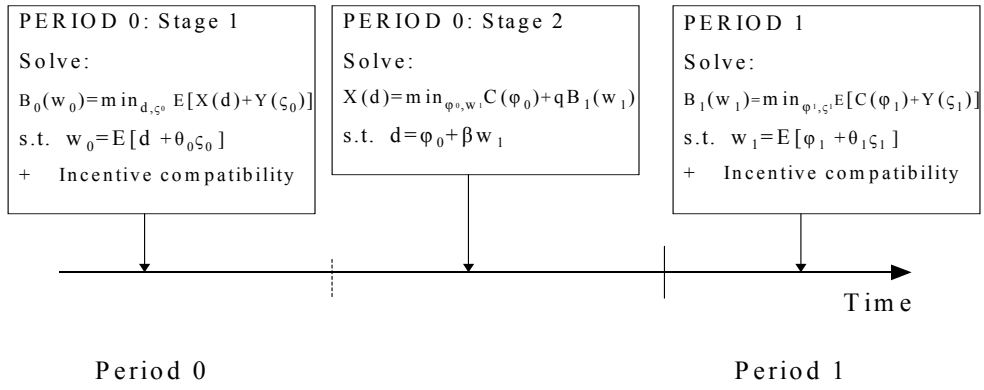 PERIOD 0: Stage 1
Solve:
B₀(w₀)=min_{d,ς⁰} E[X(d)+Y(ς₀)]
s.t. w₀=E[d +θ₀ς₀]
+ Incentive compatibility
PERIOD 0: Stage 2
Solve:
X(d)=min_{φ⁰,w¹}C(φ₀)+qB₁(w₁)
s.t. d=φ₀+βw₁
PERIOD 1
Solve:
B₁(w₁)=min_{φ¹,ς¹}E[C(φ₁)+Y(ς₁)]
s.t. w₁=E[φ₁ +θ₁ς₁]
+ Incentive compatibility
Time
Period 0
Period 1